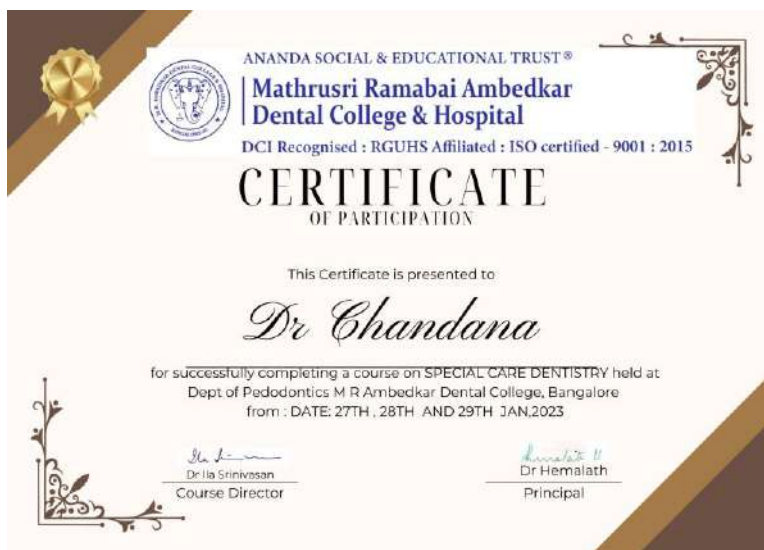 ANANDA SOCIAL & EDUCATIONAL TRUST®
Mathrusri Ramabai Ambedkar
Dental College & Hospital
DCI Recognised : RGUHS Affiliated : ISO certified - 9001 : 2015
CERTIFICATE
OF PARTICIPATION
This Certificate is presented to
Dr Chandana
for successfully completing a course on SPECIAL CARE DENTISTRY held at
Dept of Pedodontics M R Ambedkar Dental College, Bangalore
from : DATE: 27TH , 28TH AND 29TH JAN,2023
Dr Ila Srinivasan
Course Director
Dr Hemalath
Principal